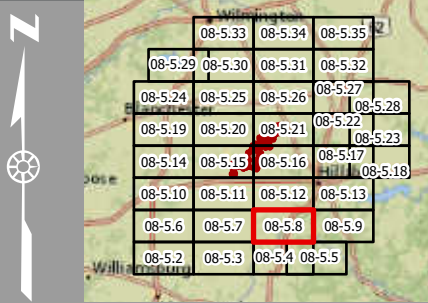 N
Wilmington
08-5.33 08-5.34 08-5.35
08-5.29 08-5.30 08-5.31 08-5.32
08-5.24 08-5.25 08-5.26 08-5.27 08-5.28
08-5.19 08-5.20 08-5.21 08-5.22 08-5.23
08-5.14 08-5.15 08-5.16 08-5.17 08-5.18
oose
08-5.10 08-5.11 08-5.12 08-5.13
08-5.6 08-5.7 08-5.8 08-5.9
08-5.2 08-5.3 08-5.4 08-5.5
Williamsburg